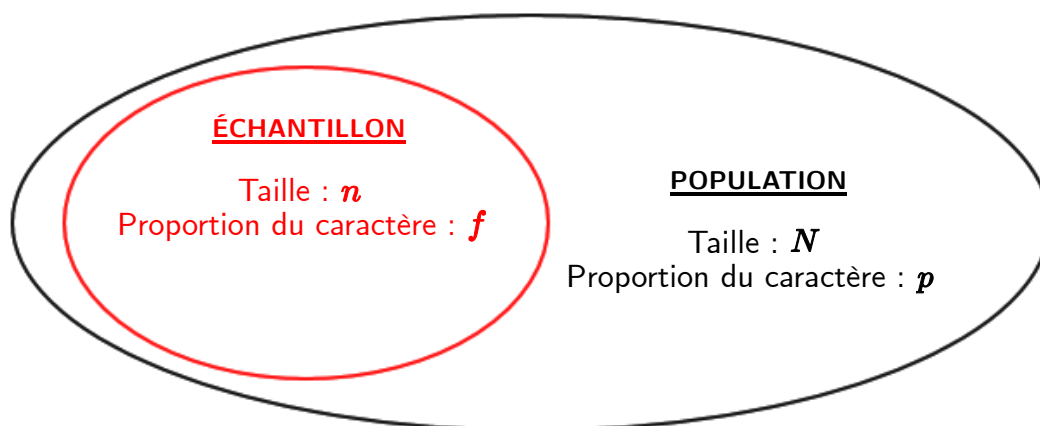 ÉCHANTILLON
Taille : n
Proportion du caractère : f
POPULATION
Taille : N
Proportion du caractère : p